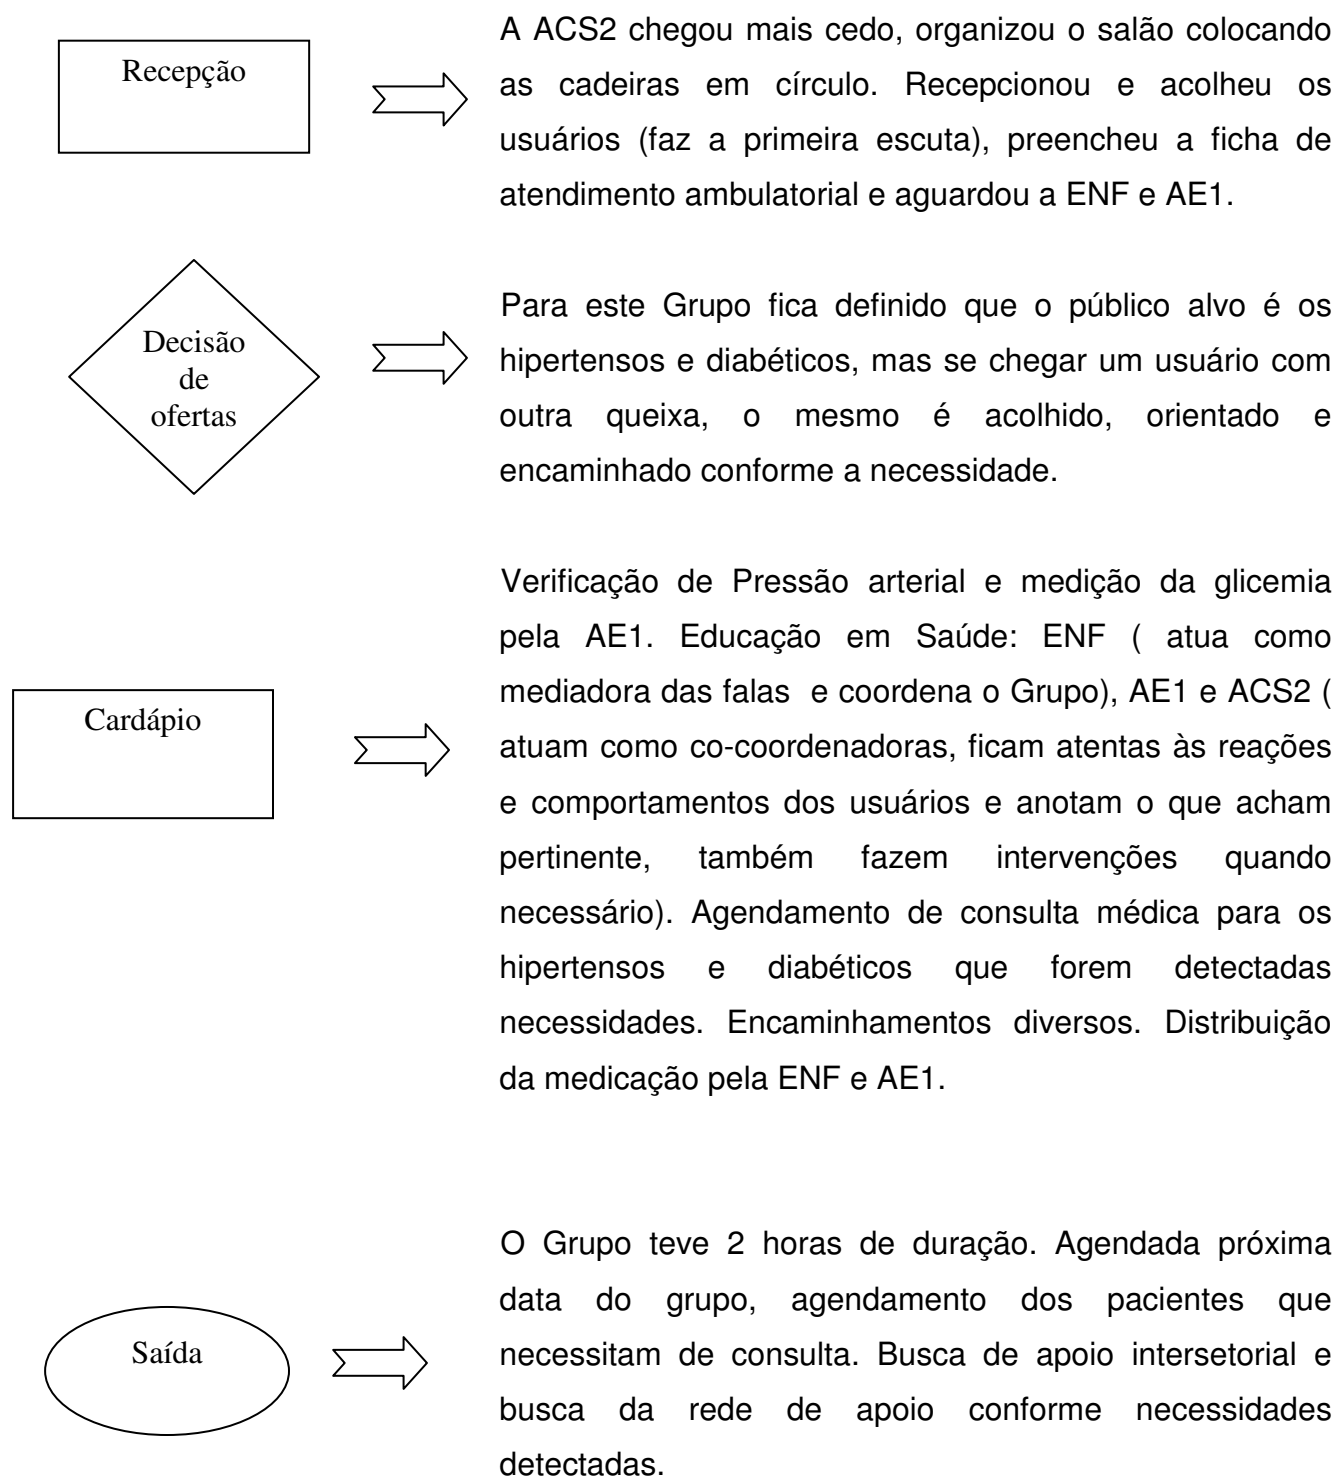 Recepção
A ACS2 chegou mais cedo, organizou o salão colocando
as cadeiras em círculo. Recepcionou e acolheu os
usuários (faz a primeira escuta), preencheu a ficha de
atendimento ambulatorial e aguardou a ENF e AE1.
Decisão
de
ofertas
Para este Grupo fica definido que o público alvo é os
hipertensos e diabéticos, mas se chegar um usuário com
outra queixa, o mesmo é acolhido, orientado e
encaminhado conforme a necessidade.
Cardápio
Verificação de Pressão arterial e medição da glicemia
pela AE1. Educação em Saúde: ENF ( atua como
mediadora das falas e coordena o Grupo), AE1 e ACS2 (
atuam como co-coordenadoras, ficam atentas às reações
e comportamentos dos usuários e anotam o que acham
pertinente, também fazem intervenções quando
necessário). Agendamento de consulta médica para os
hipertensos e diabéticos que forem detectadas
necessidades. Encaminhamentos diversos. Distribuição
da medicação pela ENF e AE1.
Saída
O Grupo teve 2 horas de duração. Agendada próxima
data do grupo, agendamento dos pacientes que
necessitam de consulta. Busca de apoio intersetorial e
busca da rede de apoio conforme necessidades
detectadas.